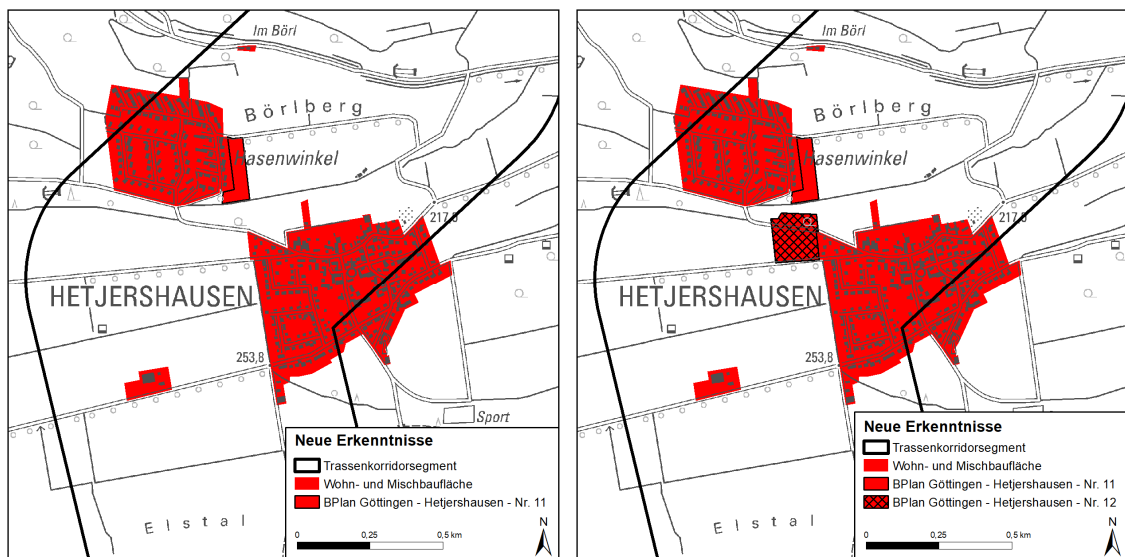 Im Börl
Börlberg
asenwinkel
217,8
HETJERSHAUSEN
253,8
Sport
Elstal
Neue Erkenntnisse
Trassenkorridorsegment
Wohn- und Mischbaufläche
BPlan Göttingen - Hetjershausen - Nr. 11
0 0,25 0,5 km
N
Im Börl
Börlberg
asenwinkel
217,8
HETJERSHAUSEN
253,8
Elstal
Neue Erkenntnisse
Trassenkorridorsegment
Wohn- und Mischbaufläche
BPlan Göttingen - Hetjershausen - Nr. 11
BPlan Göttingen - Hetjershausen - Nr. 12
0 0,25 0,5 km
N